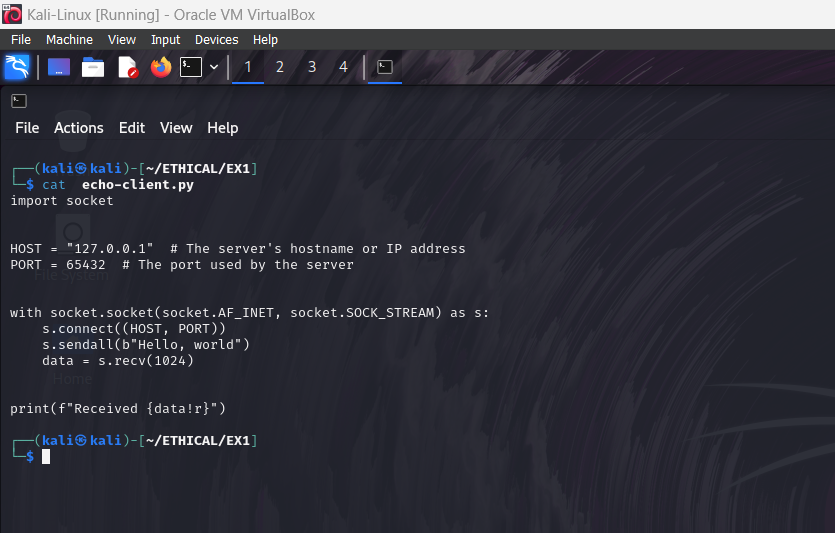 Kali-Linux [Running] - Oracle VM VirtualBox
File Machine View Input Devices Help
1 2 3 4
File Actions Edit View Help
┌──(kali㉿kali)-[~/ETHICAL/EX1]
└─$ cat  echo-client.py
import socket
HOST = "127.0.0.1"  # The server's hostname or IP address
PORT = 65432  # The port used by the server
File System
with socket.socket(socket.AF_INET, socket.SOCK_STREAM) as s:
    s.connect((HOST, PORT))
    s.sendall(b"Hello, world")
    data = s.recv(1024)
Home
print(f"Received {data!r}")
┌──(kali㉿kali)-[~/ETHICAL/EX1]
└─$